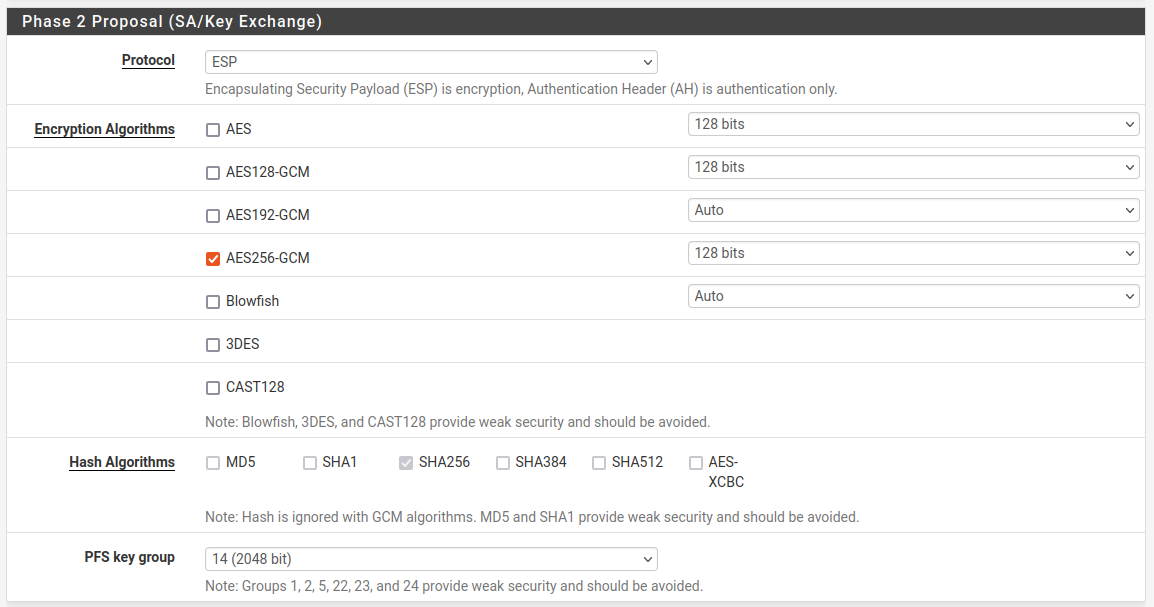 Phase 2 Proposal (SA/Key Exchange)
Protocol ESP
Encapsulating Security Payload (ESP) is encryption, Authentication Header (AH) is authentication only.
Encryption Algorithms AES 128 bits
AES128-GCM 128 bits
AES192-GCM Auto
AES256-GCM 128 bits
Blowfish Auto
3DES
CAST128
Note: Blowfish, 3DES, and CAST128 provide weak security and should be avoided.
Hash Algorithms MD5 SHA1 SHA256 SHA384 SHA512 AES-
XCBC
Note: Hash is ignored with GCM algorithms. MD5 and SHA1 provide weak security and should be avoided.
PFS key group 14 (2048 bit)
Note: Groups 1, 2, 5, 22, 23, and 24 provide weak security and should be avoided.